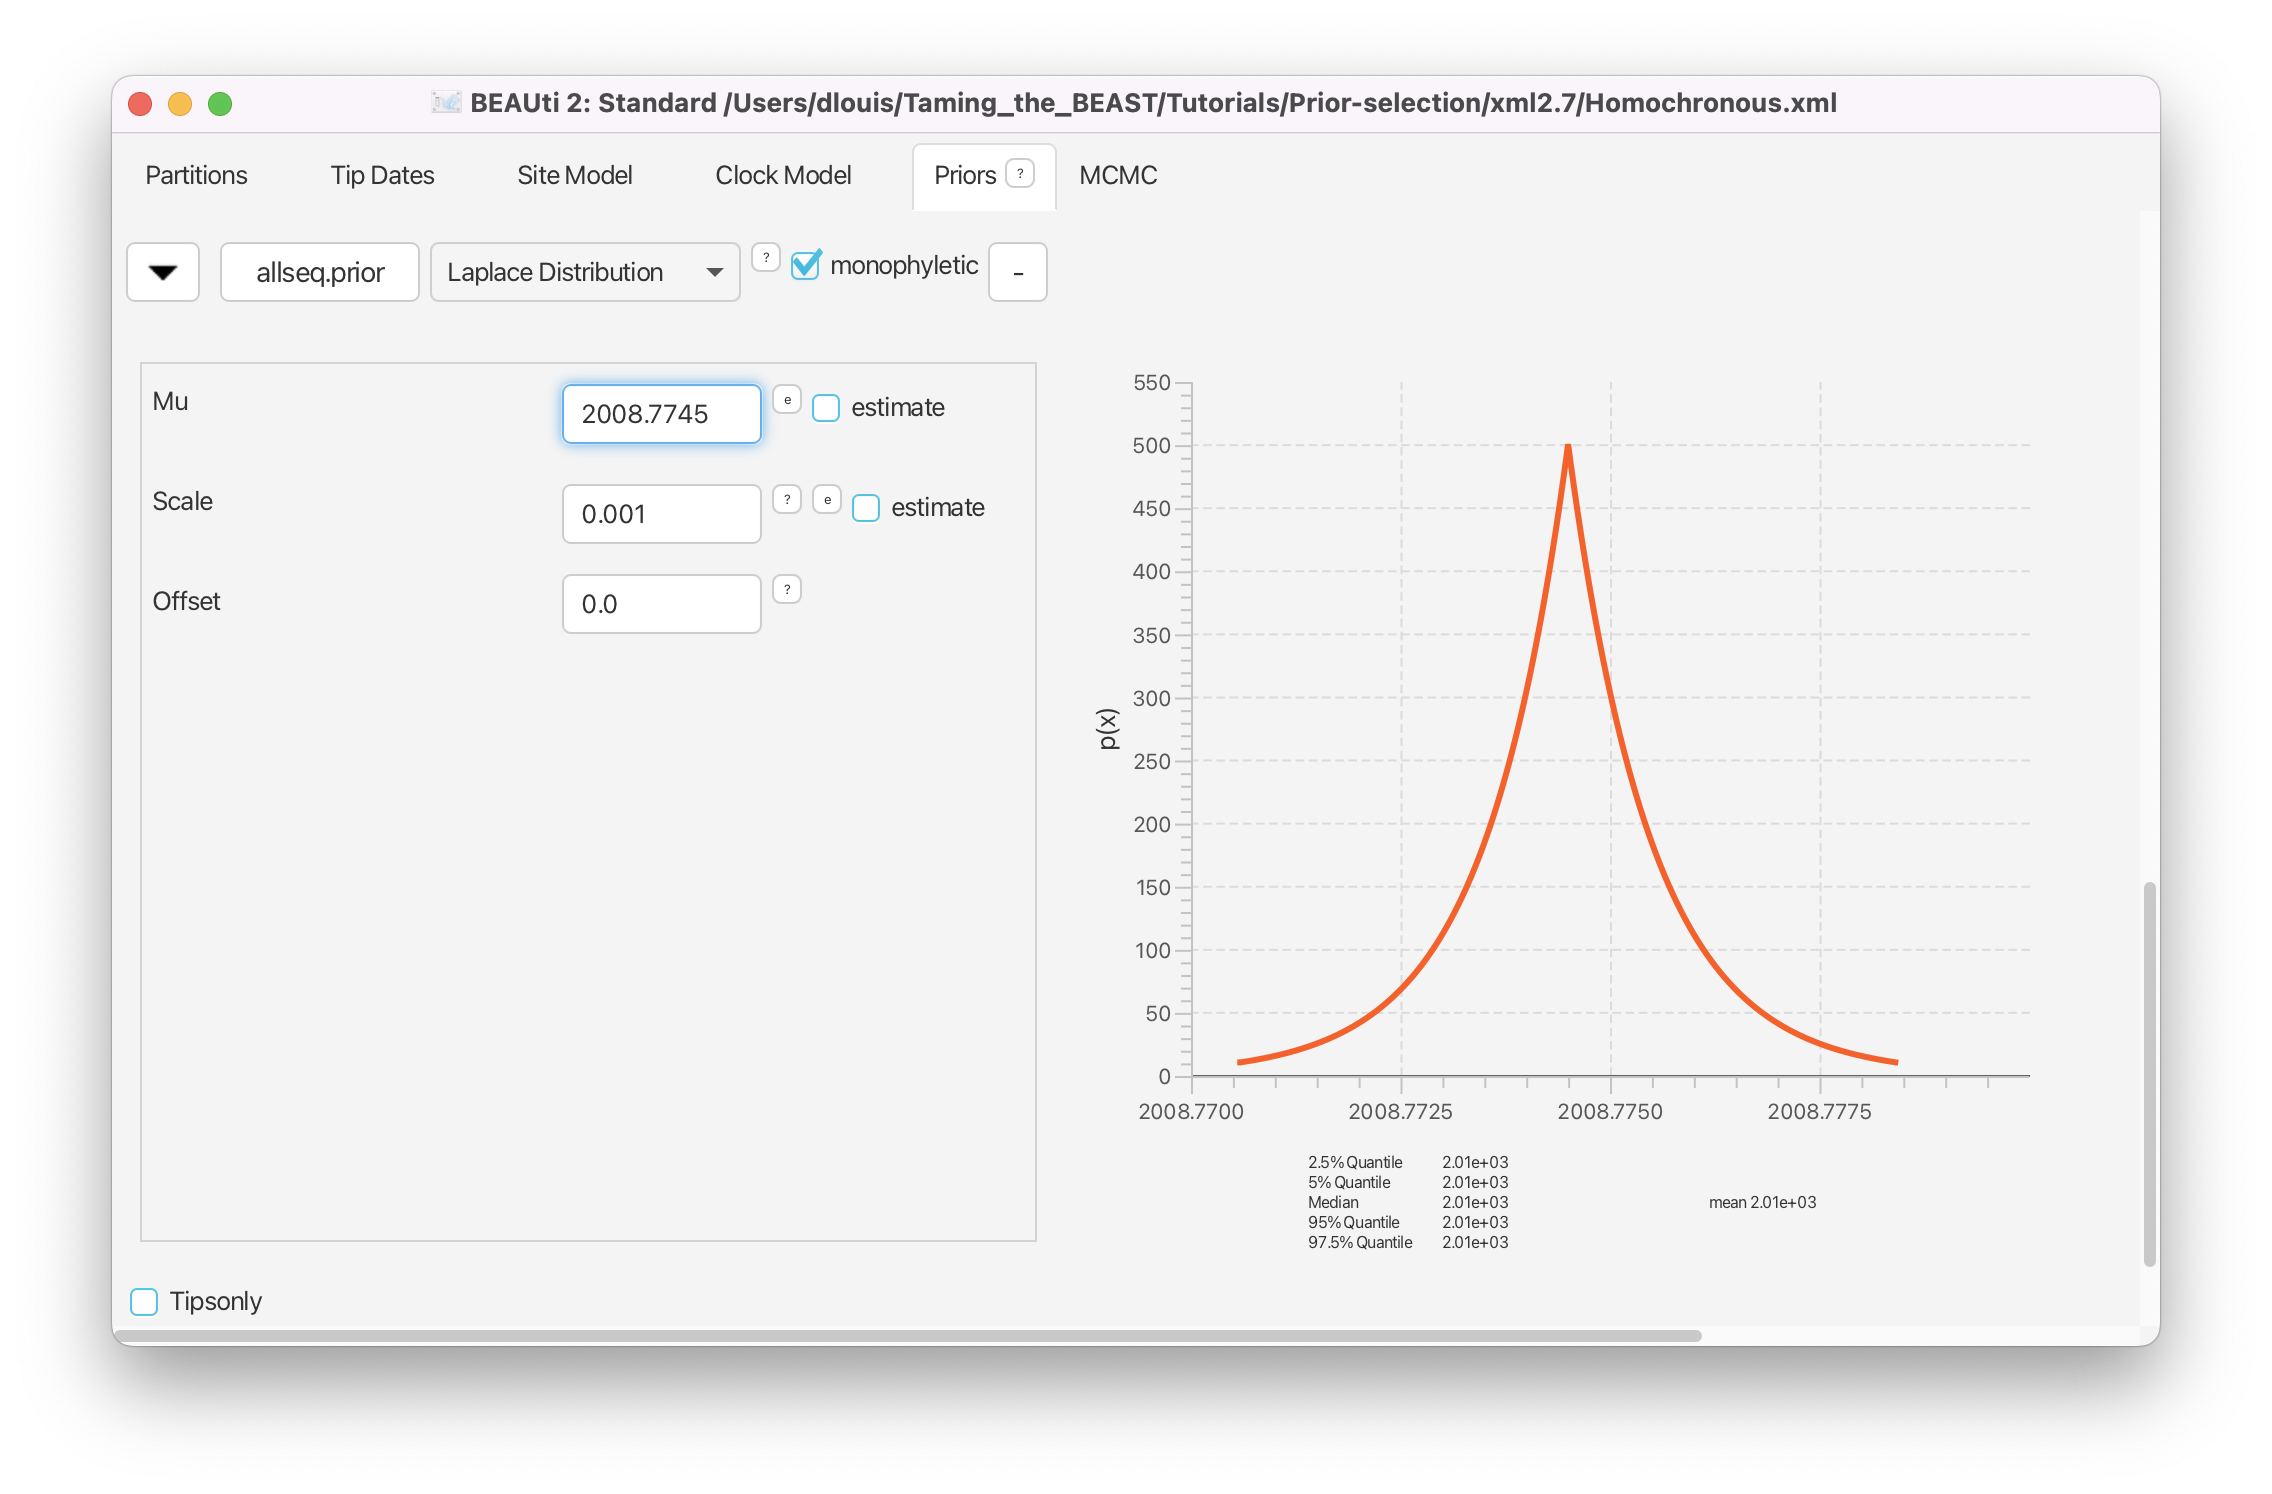 BEAUti 2: Standard /Users/dlouis/Taming_the_BEAST/Tutorials/Prior-selection/xml2.7/Homochronous.xml
Partitions Tip Dates Site Model Clock Model Priors ? MCMC
allseq.prior Laplace Distribution ? monophyletic -
Mu 2008.7745 e estimate
Scale 0.001 ? e estimate
Offset 0.0 ?
550
500
450
400
350
300
250
200
150
100
50
0
p(x)
2008.7700 2008.7725 2008.7750 2008.7775
2.5% Quantile 2.01e+03
5% Quantile 2.01e+03
Median 2.01e+03 mean 2.01e+03
95% Quantile 2.01e+03
97.5% Quantile 2.01e+03
Tipsonly